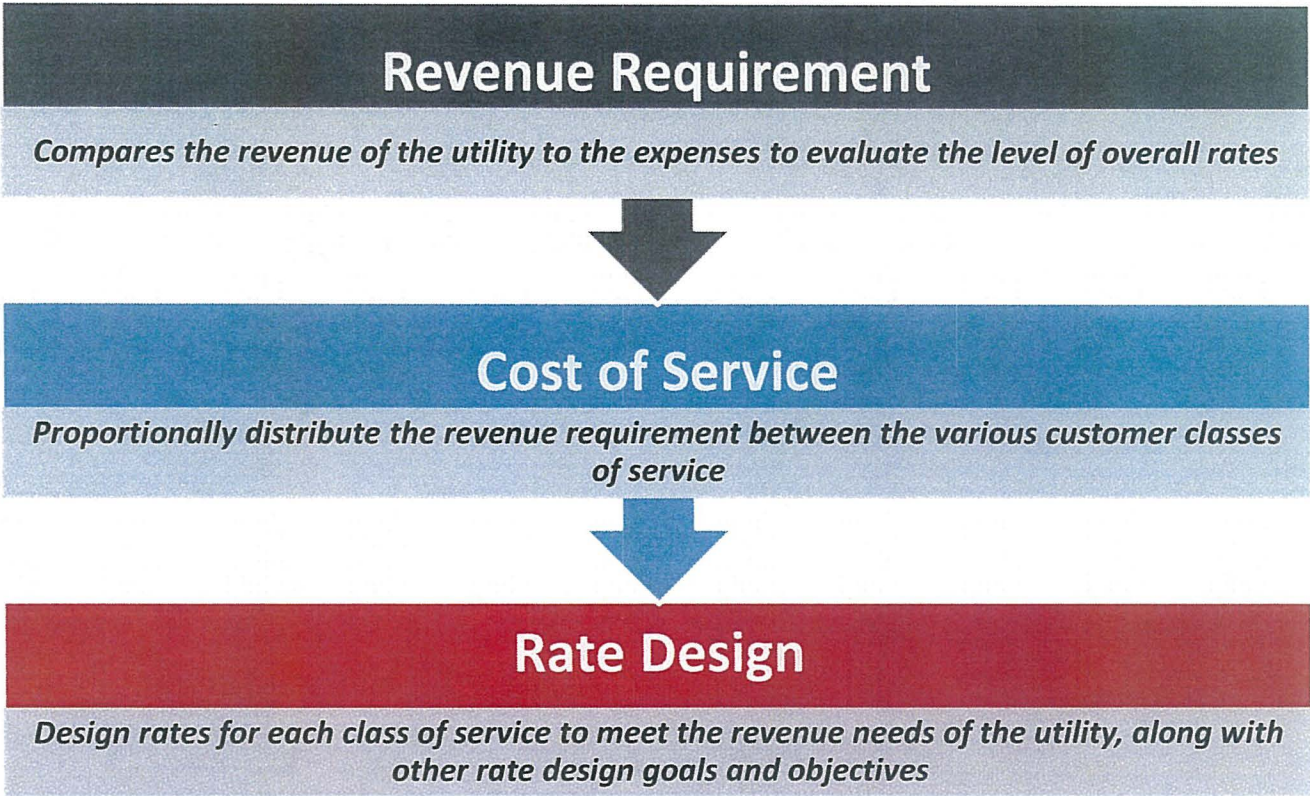 Revenue Requirement
Compares the revenue of the utility to the expenses to evaluate the level of overall rates
Cost of Service
Proportionally distribute the revenue requirement between the various customer classes
of service
Rate Design
Design rates for each class of service to meet the revenue needs of the utility, along with
other rate design goals and objectives